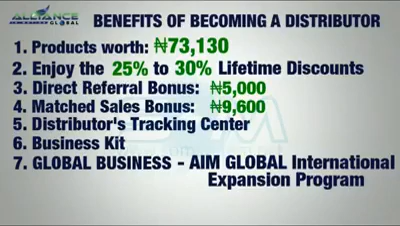 ALLIANCE
GLOBAL
BENEFITS OF BECOMING A DISTRIBUTOR
1. Products worth: ₦73,130
2. Enjoy the 25% to 30% Lifetime Discounts
3. Direct Referral Bonus: ₦5,000
4. Matched Sales Bonus: ₦9,600
5. Distributor's Tracking Center
6. Business Kit
7. GLOBAL BUSINESS - AIM GLOBAL International
Expansion Program